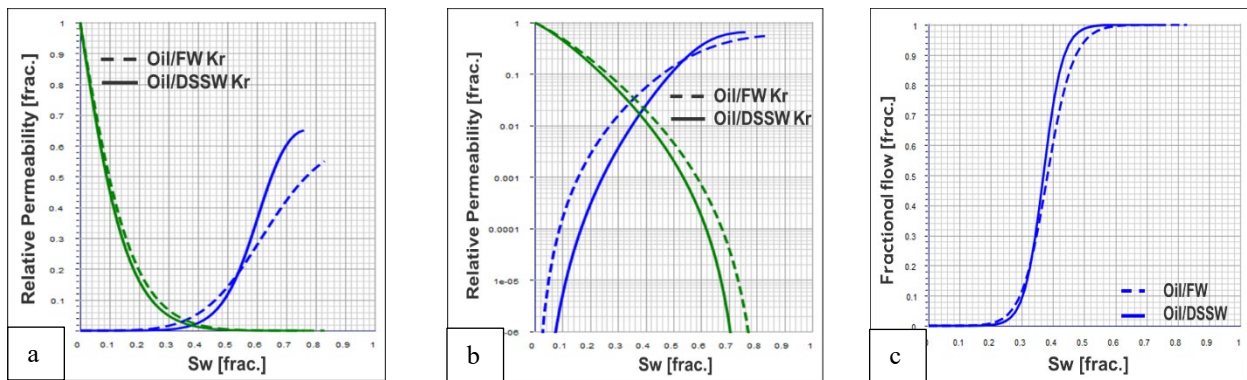 Relative Permeability [frac.]
1
0.9
0.8
0.7
0.6
0.5
0.4
0.3
0.2
0.1
Oil/FW Kr
Oil/DSSW Kr
0 0.1 0.2 0.3 0.4 0.5 0.6 0.7 0.8 0.9 1
Sw [frac.]
a
Relative Permeability [frac.]
1
0.1
0.01
0.001
0.0001
1e-05
-06
Oil/FW Kr
Oil/DSSW Kr
0 0.1 0.2 0.3 0.4 0.5 0.6 0.7 0.8 0.9 1
Sw [frac.]
b
Fractional flow [frac.]
1
0.9
0.8
0.7
0.6
0.5
0.4
0.3
0.2
0.1
0
Oil/FW
Oil/DSSW
0 0.1 0.2 0.3 0.4 0.5 0.6 0.7 0.8 0.9 1
Sw [frac.]
c